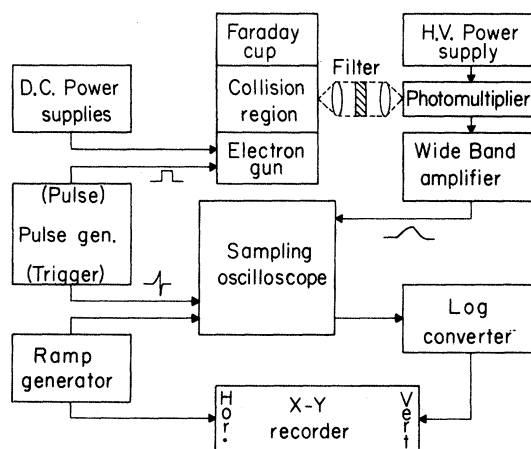 Faraday
cup
H.V. Power
supply
Filter
D.C. Power
supplies
Collision
region
Photomultiplier
Electron
gun
Wide Band
amplifier
(Pulse)
Pulse gen.
(Trigger)
Sampling
oscilloscope
Log
converter
Ramp
generator
Hor.
X-Y
recorder
Vert